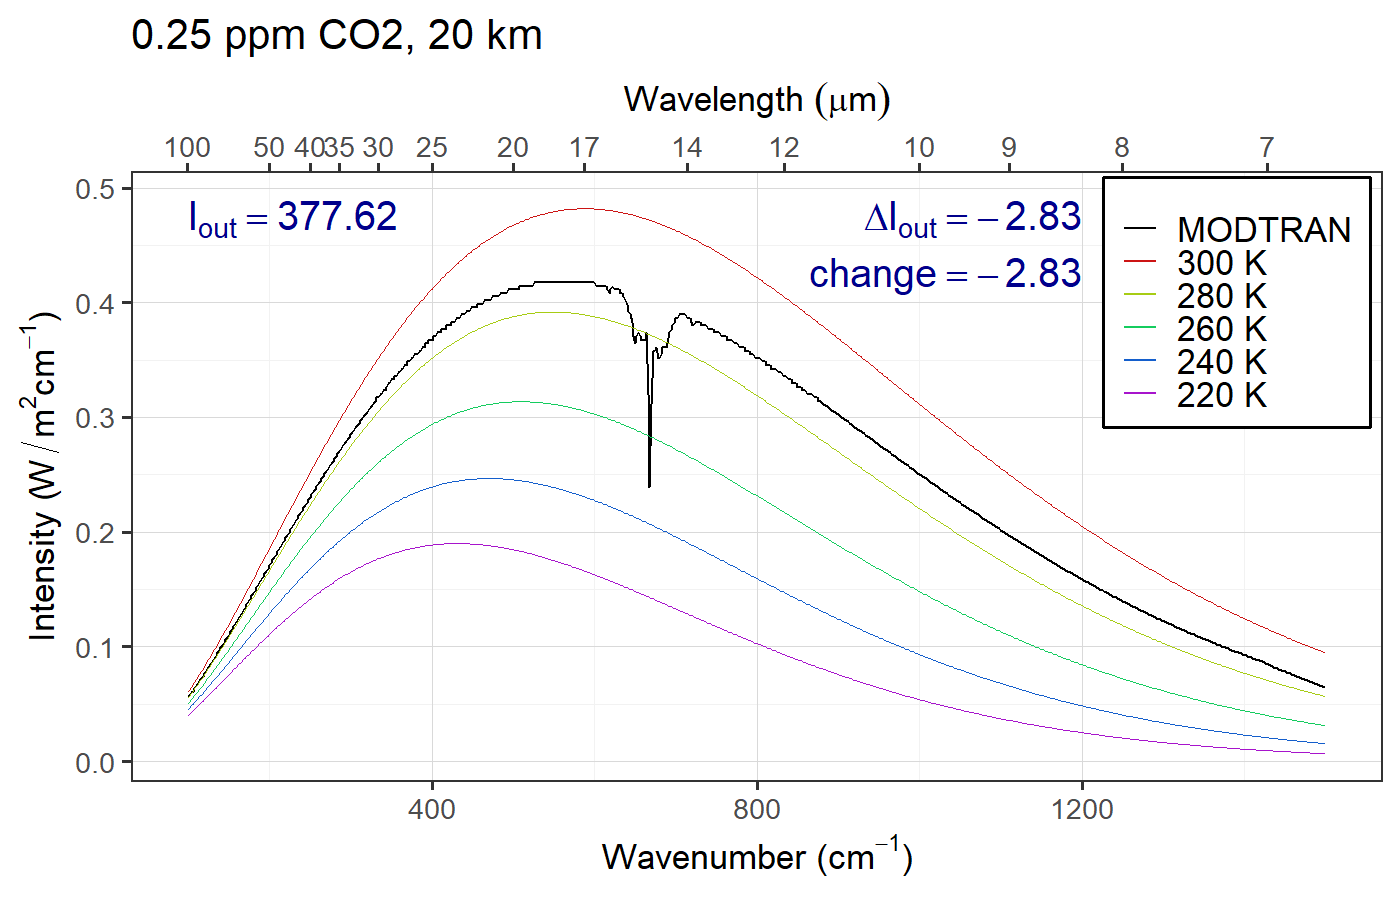 0.25 ppm CO2, 20 km
Wavelength (μm)
100 50 40 35 30 25 20 17 14 12 10 9 8 7
I_out = 377.62
ΔI_out = −2.83
change = −2.83
MODTRAN
300 K
280 K
260 K
240 K
220 K
Intensity (W / m²cm⁻¹)
0.5
0.4
0.3
0.2
0.1
0.0
400 800 1200
Wavenumber (cm⁻¹)